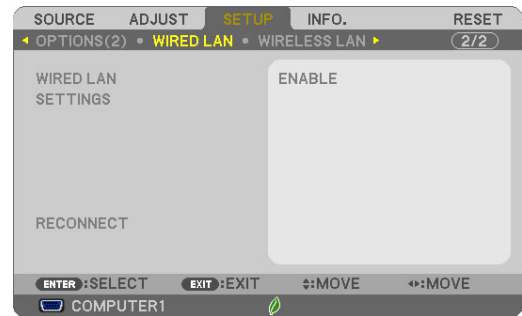 SOURCE ADJUST SETUP INFO. RESET
OPTIONS(2) • WIRED LAN • WIRELESS LAN 2/2
WIRED LAN ENABLE
SETTINGS
RECONNECT
ENTER:SELECT EXIT:EXIT :MOVE :MOVE
COMPUTER1